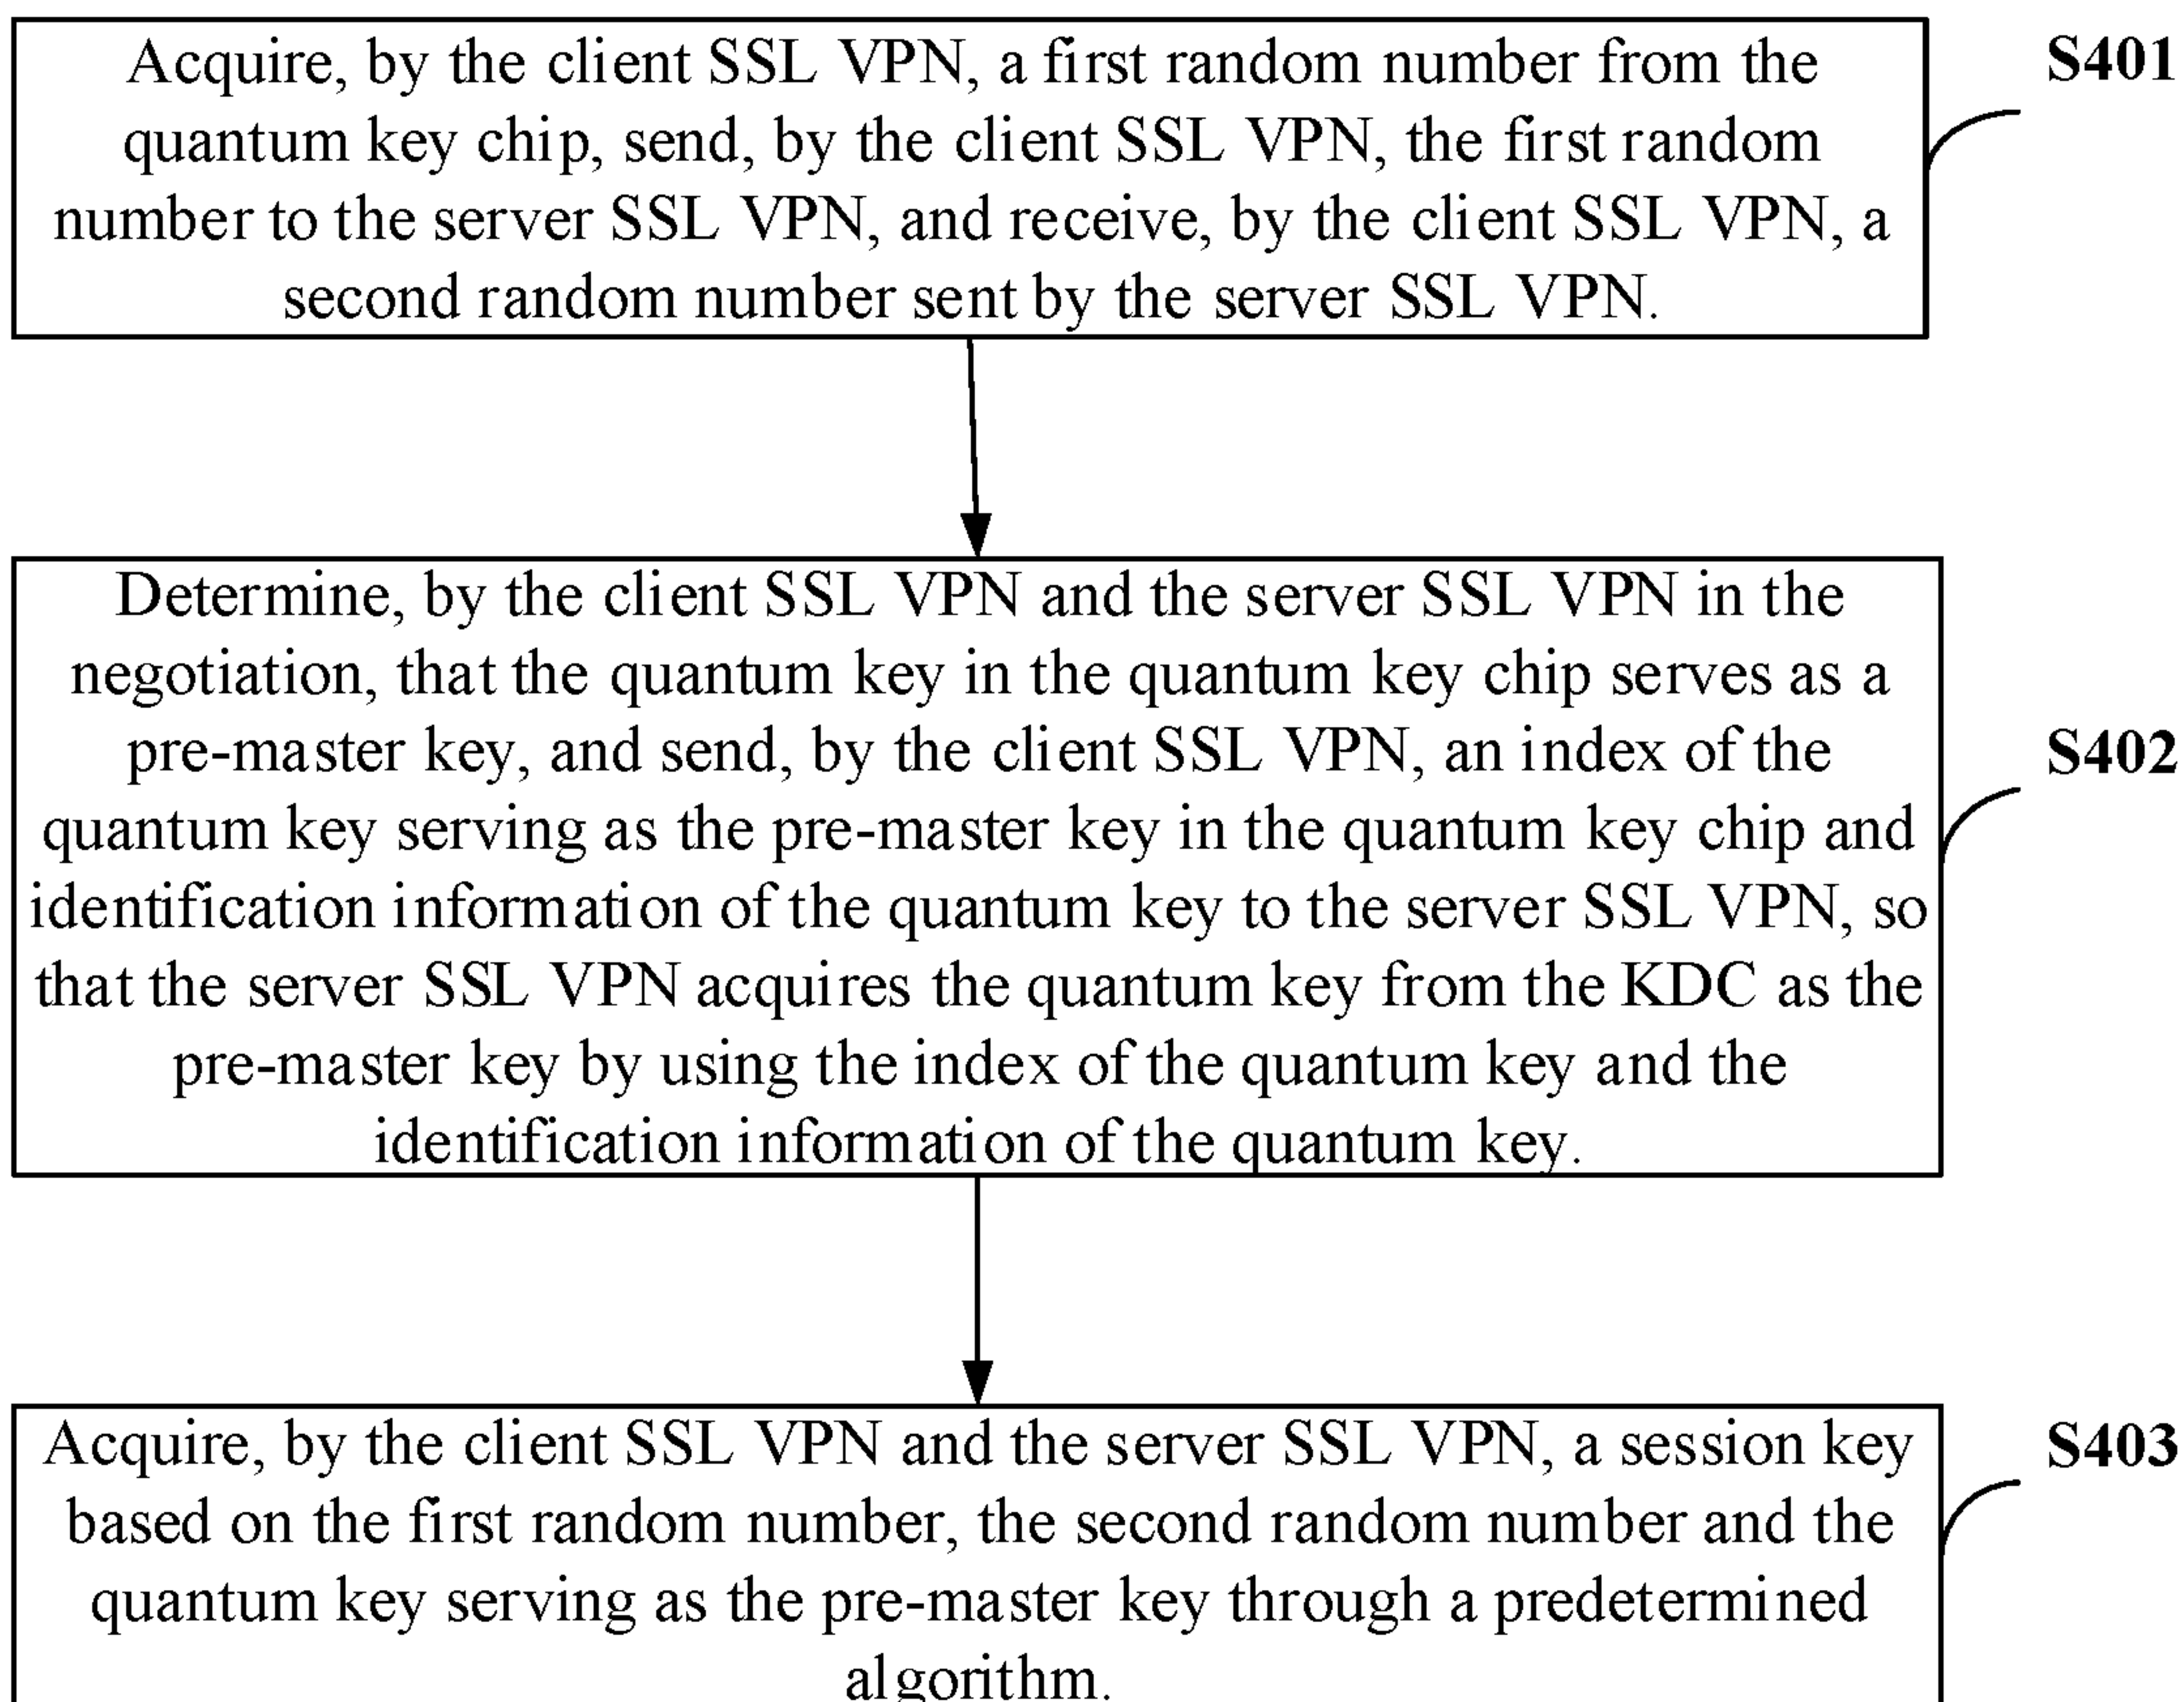 Acquire, by the client SSL VPN, a first random number from the
quantum key chip, send, by the client SSL VPN, the first random
number to the server SSL VPN, and receive, by the client SSL VPN, a
second random number sent by the server SSL VPN.
S401
Determine, by the client SSL VPN and the server SSL VPN in the
negotiation, that the quantum key in the quantum key chip serves as a
pre-master key, and send, by the client SSL VPN, an index of the
quantum key serving as the pre-master key in the quantum key chip and
identification information of the quantum key to the server SSL VPN, so
that the server SSL VPN acquires the quantum key from the KDC as the
pre-master key by using the index of the quantum key and the
identification information of the quantum key.
S402
Acquire, by the client SSL VPN and the server SSL VPN, a session key
based on the first random number, the second random number and the
quantum key serving as the pre-master key through a predetermined
algorithm.
S403